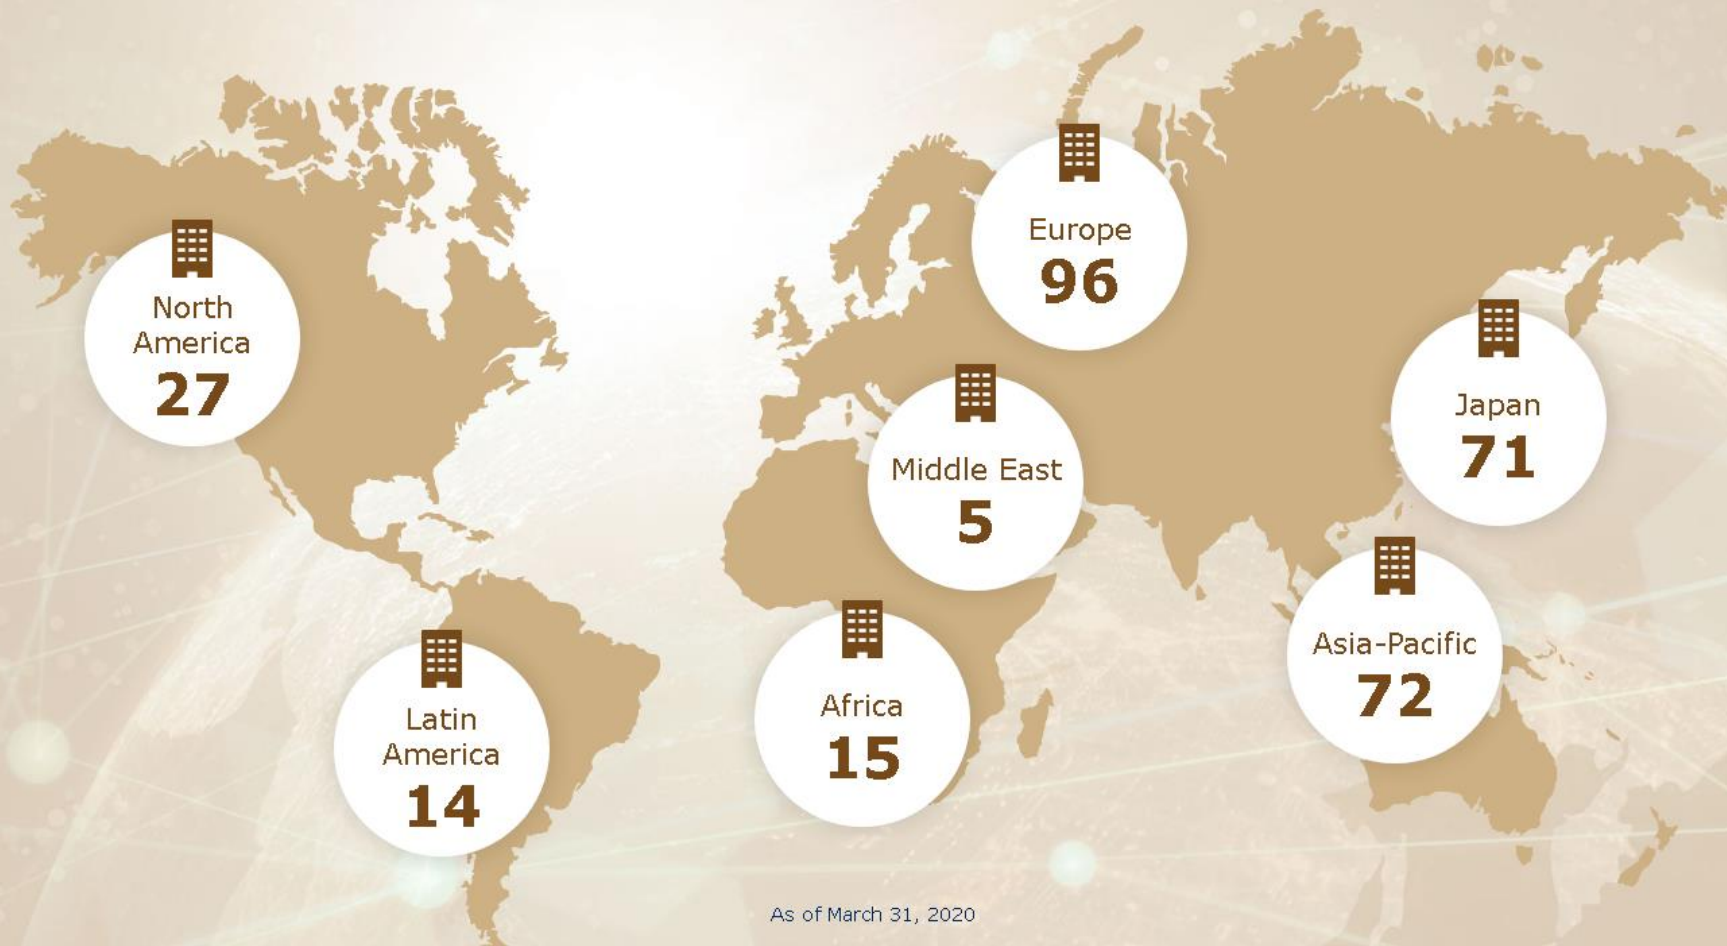 North
America
27
Latin
America
14
Europe
96
Middle East
5
Africa
15
Japan
71
Asia-Pacific
72
As of March 31, 2020